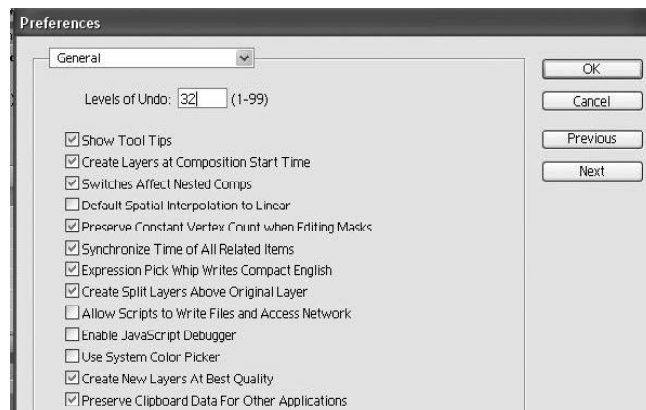 Preferences
General
Levels of Undo: 32 (1-99)
Show Tool Tips
Create Layers at Composition Start Time
Switches Affect Nested Comps
Default Spatial Interpolation to Linear
Preserve Constant Vertex Count when Editing Masks
Synchronize Time of All Related Items
Expression Pick Whip Writes Compact English
Create Split Layers Above Original Layer
Allow Scripts to Write Files and Access Network
Enable JavaScript Debugger
Use System Color Picker
Create New Layers At Best Quality
Preserve Clipboard Data For Other Applications
OK
Cancel
Previous
Next